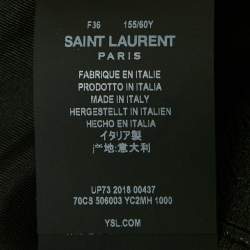 F36 155/60Y
SAINT LAURENT
PARIS
FABRIQUE EN ITALIE
PRODOTTO IN ITALIA
MADE IN ITALY
HERGESTELLT IN ITALIEN
HECHO EN ITALIA
イタリア製
地: 意大利
UP73 2018 00437
70CS 506003 YC2MH 1000
YSL.COM